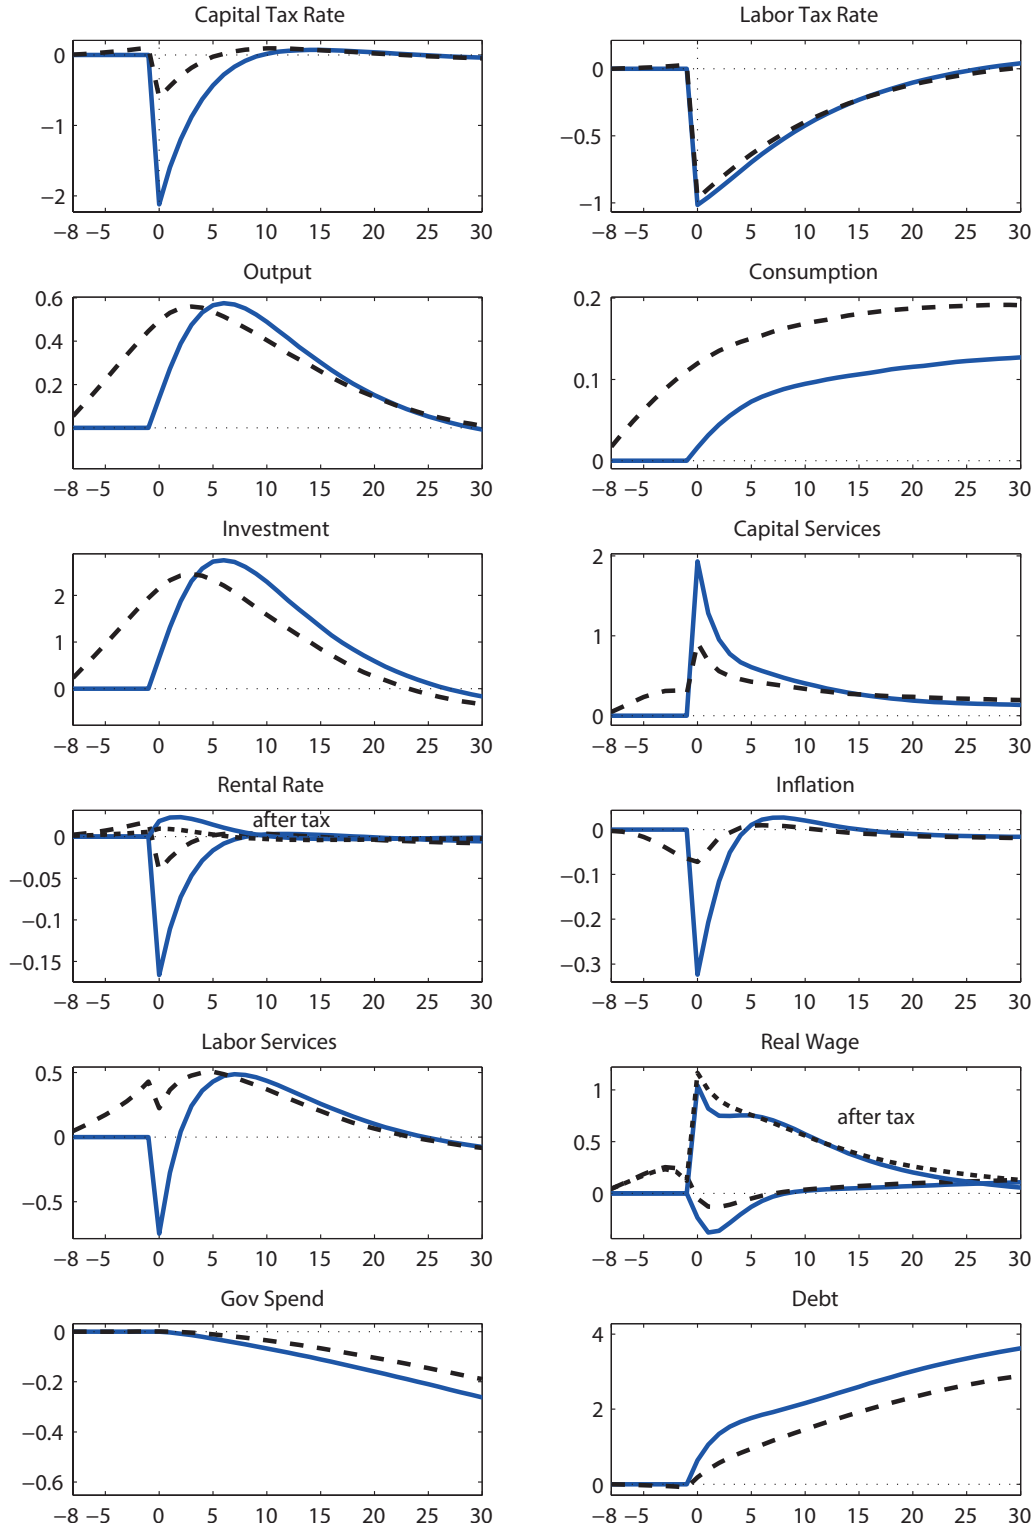 Capital Tax Rate
Labor Tax Rate
0
−1
−2
−8 −5 0 5 10 15 20 25 30
0
−0.5
−1
−8 −5 0 5 10 15 20 25 30
Output
Consumption
0.6
0.4
0.2
0
−8 −5 0 5 10 15 20 25 30
0.2
0.1
0
−8 −5 0 5 10 15 20 25 30
Investment
Capital Services
2
1
0
−8 −5 0 5 10 15 20 25 30
2
1
0
−8 −5 0 5 10 15 20 25 30
Rental Rate
Inflation
after tax
0
−0.05
−0.1
−0.15
−8 −5 0 5 10 15 20 25 30
0
−0.1
−0.2
−0.3
−8 −5 0 5 10 15 20 25 30
Labor Services
Real Wage
0.5
0
−0.5
−8 −5 0 5 10 15 20 25 30
1
after tax
0.5
0
−8 −5 0 5 10 15 20 25 30
Gov Spend
Debt
0
−0.2
−0.4
−0.6
−8 −5 0 5 10 15 20 25 30
4
2
0
−8 −5 0 5 10 15 20 25 30